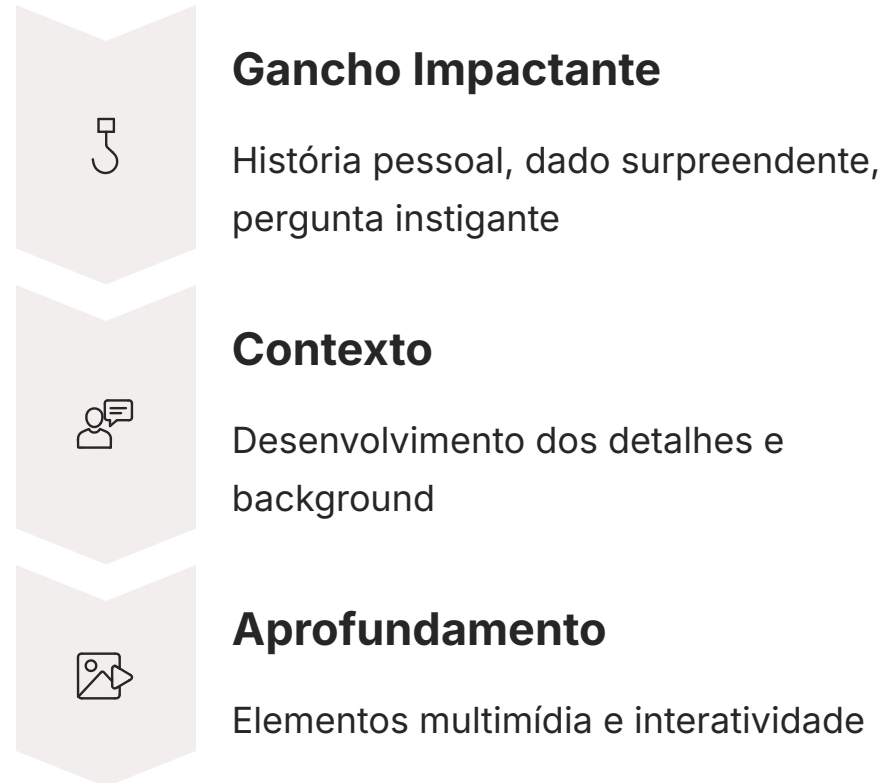 Gancho Impactante
História pessoal, dado surpreendente,
pergunta instigante
Contexto
Desenvolvimento dos detalhes e
background
Aprofundamento
Elementos multimídia e interatividade